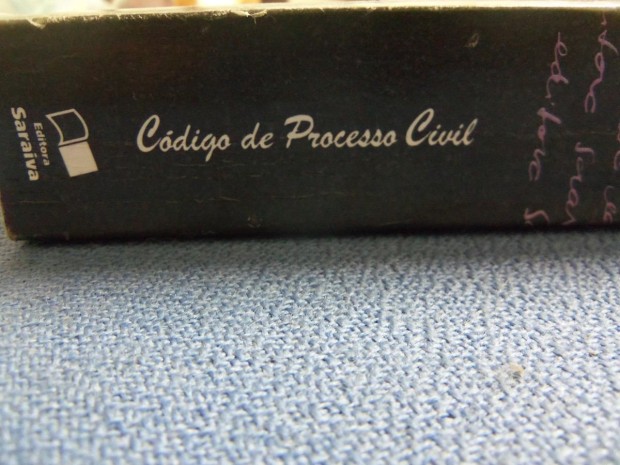 Editora
Saraiva
Código de Processo Civil